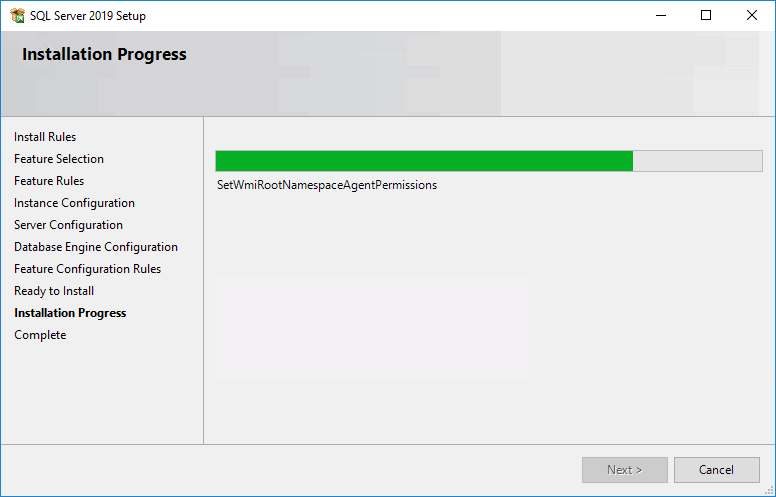 SQL Server 2019 Setup
Installation Progress
Install Rules
Feature Selection
Feature Rules
Instance Configuration
Server Configuration
Database Engine Configuration
Feature Configuration Rules
Ready to Install
Installation Progress
Complete
SetWmiRootNamespaceAgentPermissions
Next >
Cancel